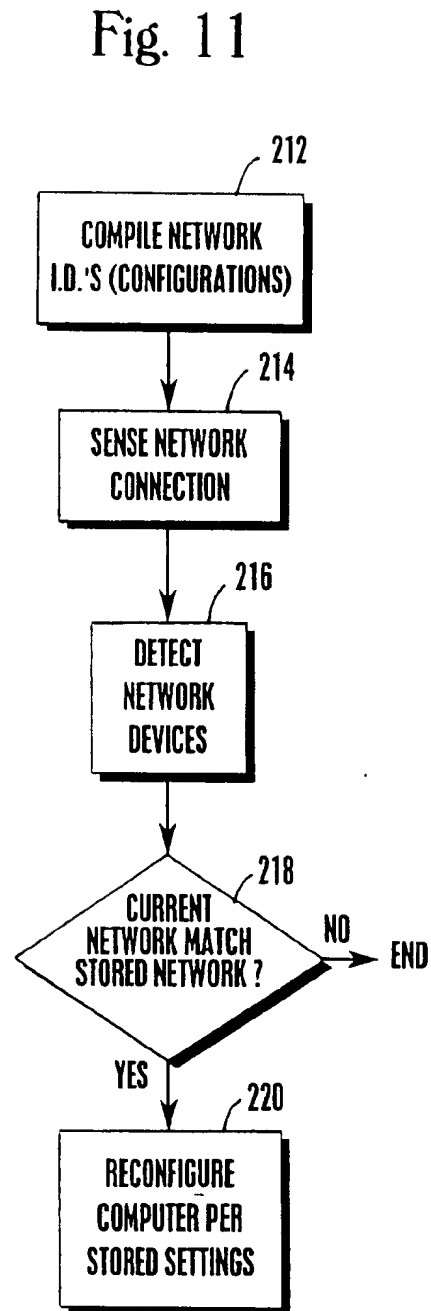 Fig. 11
212
COMPILE NETWORK
I.D.'S (CONFIGURATIONS)
214
SENSE NETWORK
CONNECTION
216
DETECT
NETWORK
DEVICES
218
CURRENT
NETWORK MATCH
STORED NETWORK ?
NO
END
YES
220
RECONFIGURE
COMPUTER PER
STORED SETTINGS